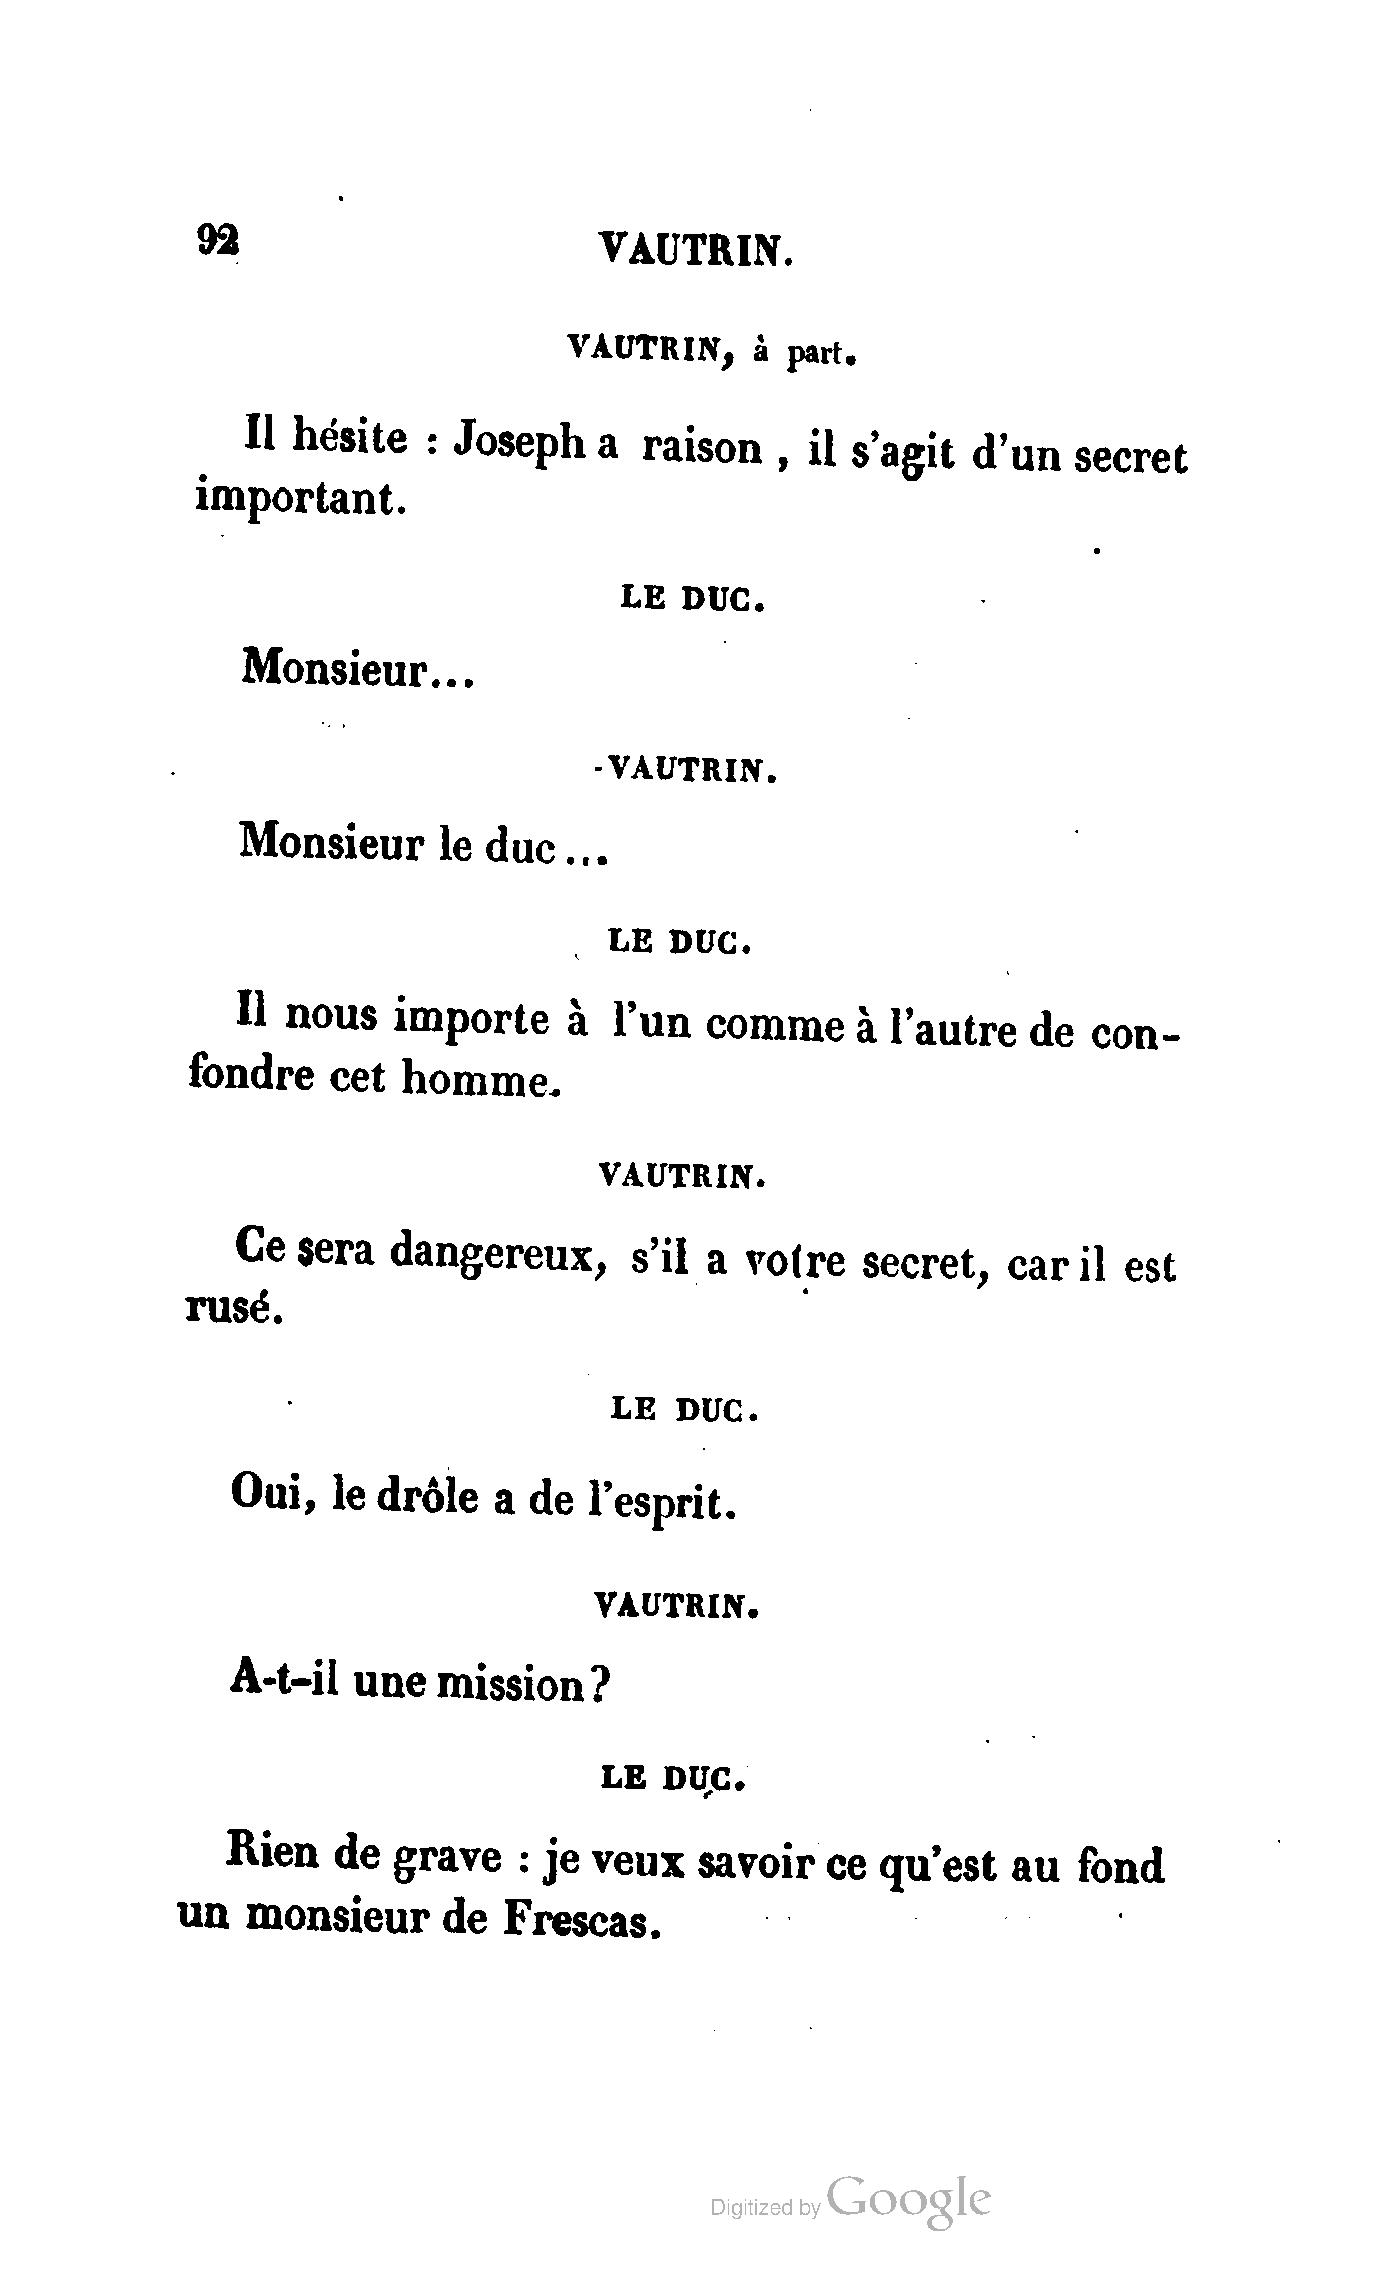 92 VAUTRIN.
VAUTRIN, à part.
Il hésite : Joseph a raison , il s'agit d'un secret
important.
LE DUC.
Monsieur...
VAUTRIN.
Monsieur le duc ...
LE DUC.
Il nous importe à l'un comme à l'autre de con-
fondre cet homme.
VAUTRIN.
Ce sera dangereux, s'il a votre secret, car il est
rusé.
LE DUC.
Oui, le drôle a de l'esprit.
VAUTRIN.
A-t-il une mission?
LE DUC.
Rien de grave : je veux savoir ce qu'est au fond
un monsieur de Frescas.
Digitized by Google